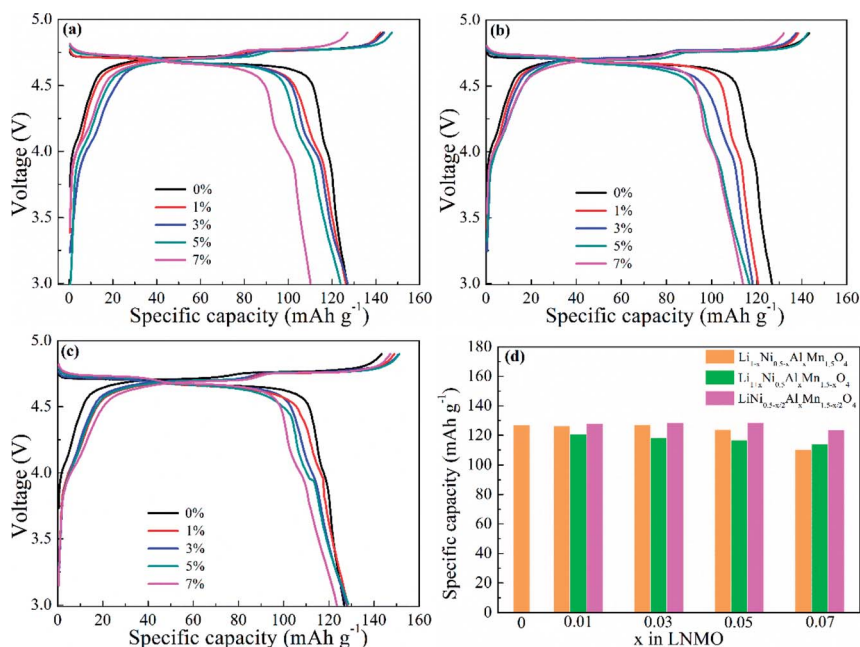 (a)
Voltage (V)
4.5
4.0
3.5
3.0
0%
1%
3%
5%
7%
0 20 40 60 80 100 120 140 160
Specific capacity (mAh g⁻¹)
(b)
Voltage (V)
4.5
4.0
3.5
3.0
0%
1%
3%
5%
7%
0 20 40 60 80 100 120 140 160
Specific capacity (mAh g⁻¹)
(c)
Voltage (V)
4.5
4.0
3.5
3.0
0%
1%
3%
5%
7%
0 20 40 60 80 100 120 140 160
Specific capacity (mAh g⁻¹)
(d)
Specific capacity (mAh g⁻¹)
180
160
140
120
100
80
60
40
20
0
Li₁₋ₓNi₀.₅₋ₓAlₓMn₁.₅O₄
Li₁₊ₓNi₀.₅AlₓMn₁.₅₋ₓO₄
LiNi₀.₅₋ₓ/₂AlₓMn₁.₅₋ₓ/₂O₄
0 0.01 0.03 0.05 0.07
x in LNMO